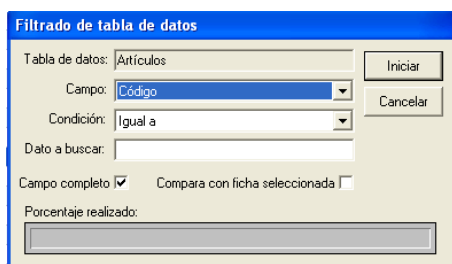 Filtrado de tabla de datos
Tabla de datos: Artículos
Iniciar
Campo: Código
Cancelar
Condición: Igual a
Dato a buscar:
Campo completo Compara con ficha seleccionada
Porcentaje realizado: